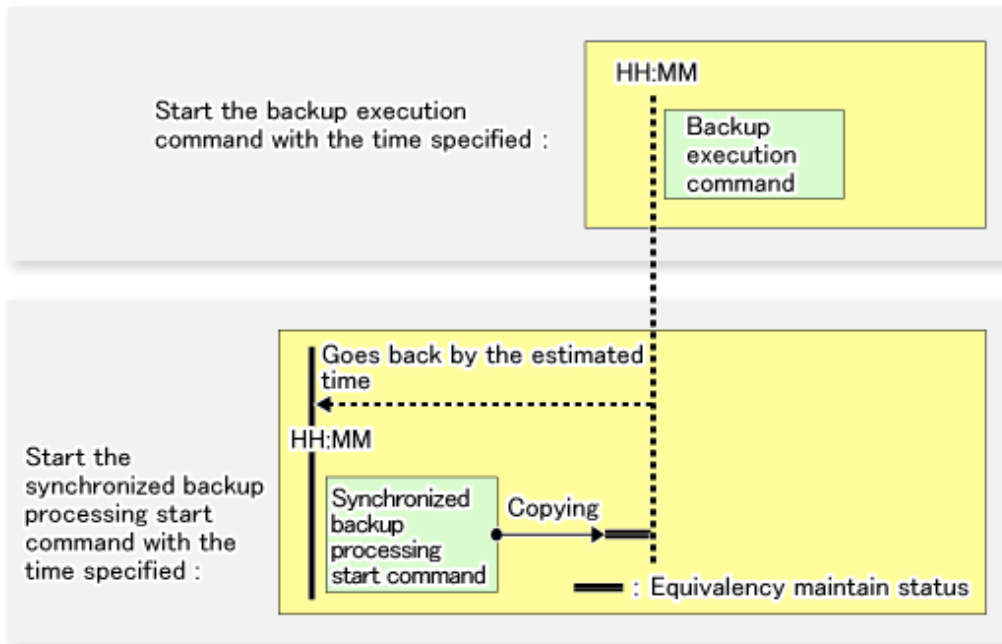 HH:MM
Start the backup execution
command with the time specified :
Backup
execution
command
Goes back by the estimated
time
HH:MM
Start the
synchronized backup
processing start
command with the
time specified :
Synchronized
backup
processing
start command
Copying
: Equivalency maintain status